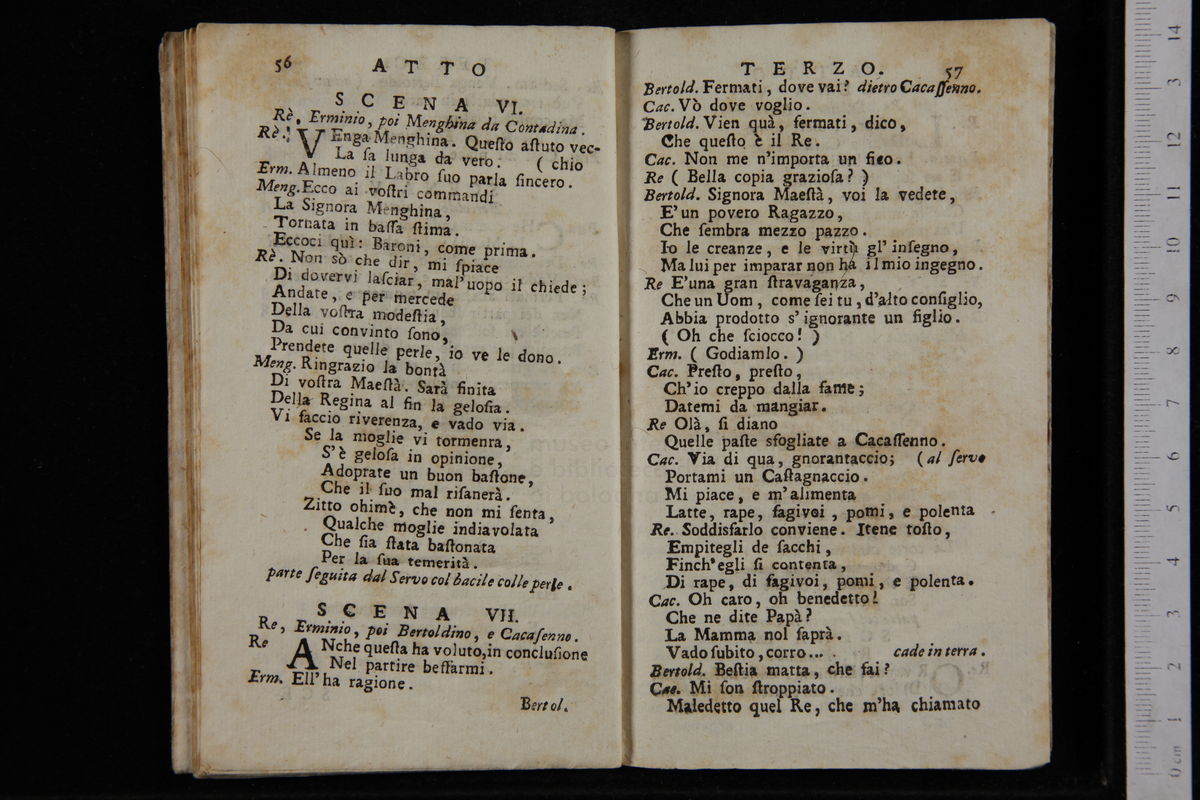 56 ATTO
SCENA VI.
Rè, Erminio, poi Menghina da Contadina.
Rè. VEnga Menghina. Queſto aſtuto vec-
La ſa lunga da vero. ( chio
Erm. Almeno il Labro ſuo parla ſincero.
Meng. Ecco ai voſtri commandi
La Signora Menghina,
Tornata in baſſa ſtima.
Eccoci quì: Baroni, come prima.
Rè. Non sò che dir, mi ſpiace
Di dovervi laſciar, mal'uopo il chiede;
Andate, e per mercede
Della voſtra modeſtia,
Da cui convinto ſono,
Prendete quelle perle, io ve le dono.
Meng. Ringrazio la bontà
Di voſtra Maeſtà. Sarà finita
Della Regina al fin la geloſia.
Vi faccio riverenza, e vado via.
Se la moglie vi tormenra,
S'è geloſa in opinione,
Adoprate un buon baſtone,
Che il ſuo mal riſanerà.
Zitto ohimè, che non mi ſenta,
Qualche moglie indiavolata
Che ſia ſtata baſtonata
Per la ſua temerità.
parte ſeguita dal Servo col bacile colle perle.
SCENA VII.
Re, Erminio, poi Bertoldino, e Cacaſenno.
Re ANche queſta ha voluto,in concluſione
Nel partire beffarmi.
Erm. Ell'ha ragione.
Bertol.
TERZO. 57
Bertold. Fermati, dove vai? dietro Cacaſſenno.
Cac. Vò dove voglio.
Bertold. Vien quà, fermati, dico,
Che queſto è il Re.
Cac. Non me n'importa un fico.
Re ( Bella copia grazioſa? )
Bertold. Signora Maeſtà, voi la vedete,
E'un povero Ragazzo,
Che ſembra mezzo pazzo.
Io le creanze, e le virtù gl' inſegno,
Ma lui per imparar non hà il mio ingegno.
Re E'una gran ſtravaganza,
Che un Uom, come ſei tu, d'alto conſiglio,
Abbia prodotto s'ignorante un figlio.
( Oh che ſciocco! )
Erm. ( Godiamlo. )
Cac. Preſto, preſto,
Ch'io creppo dalla fame;
Datemi da mangiar.
Re Olà, ſi diano
Quelle paſte sfogliate a Cacaſſenno.
Cac. Via di qua, gnorantaccio; (al ſervo
Portami un Caſtagnaccio.
Mi piace, e m'alimenta
Latte, rape, fagivoi, pomi, e polenta
Re. Soddisfarlo conviene. Itene toſto,
Empitegli de ſacchi,
Finch'egli ſi contenta,
Di rape, di fagivoi, pomi, e polenta.
Cac. Oh caro, oh benedetto!
Che ne dite Papà?
La Mamma nol ſaprà.
Vado ſubito, corro... cade in terra.
Bertold. Beſtia matta, che fai?
Cac. Mi ſon ſtroppiato.
Maledetto quel Re, che m'ha chiamato